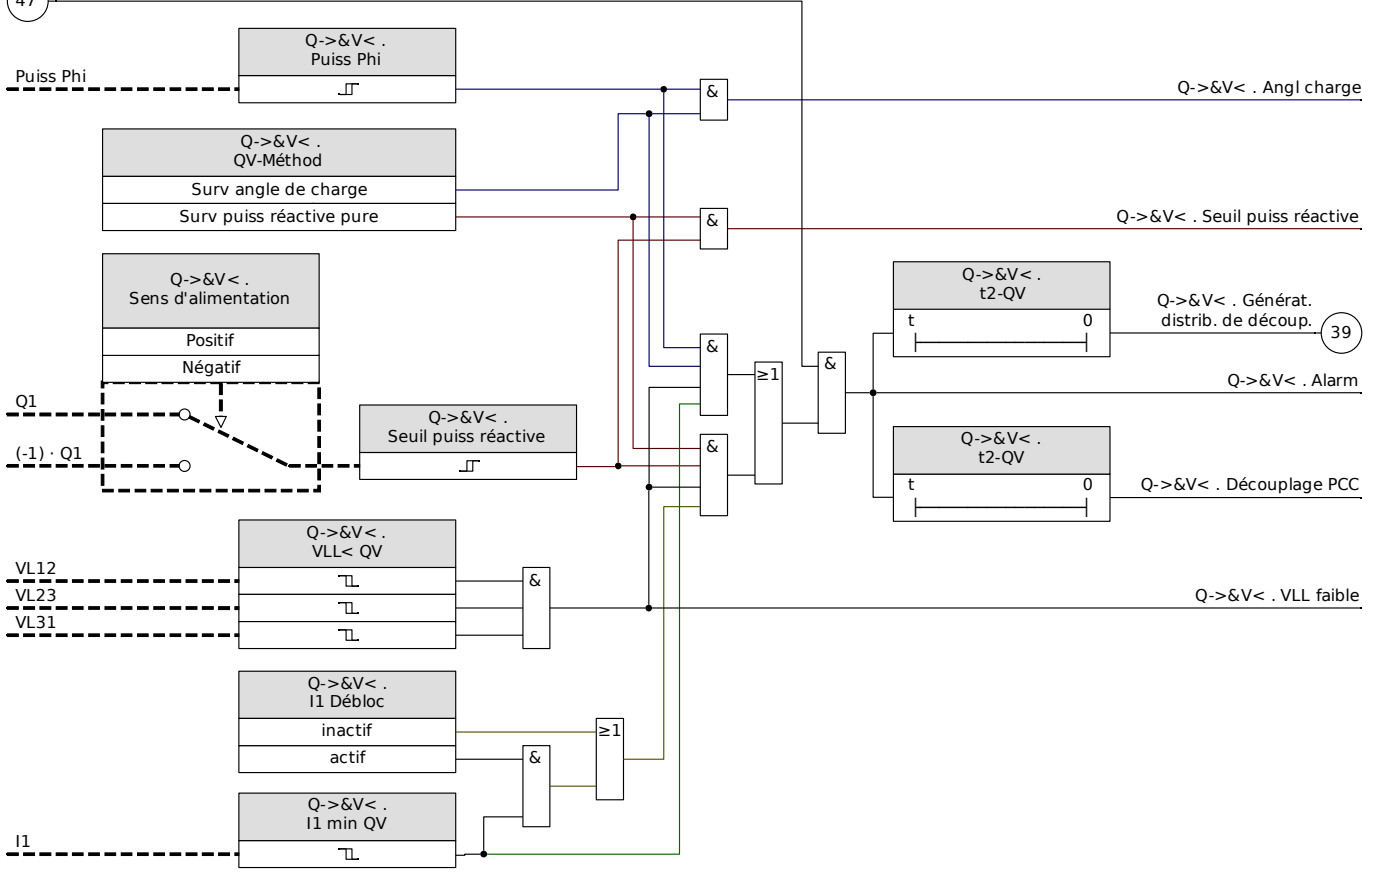 47
Q->&V< .
Puiss Phi
Puiss Phi
&
Q->&V< . Angl charge
Q->&V< .
QV-Méthod
Surv angle de charge
Surv puiss réactive pure
&
Q->&V< . Seuil puiss réactive
Q->&V< .
Sens d'alimentation
Positif
Négatif
Q->&V< .
t2-QV
t 0
Q->&V< . Générat.
distrib. de découp.
39
&
≥1
&
Q->&V< . Alarm
Q1
(-1) · Q1
Q->&V< .
Seuil puiss réactive
&
Q->&V< .
t2-QV
t 0
Q->&V< . Découplage PCC
Q->&V< .
VLL< QV
VL12
VL23
VL31
&
Q->&V< . VLL faible
Q->&V< .
I1 Débloc
inactif
actif
≥1
&
Q->&V< .
I1 min QV
I1